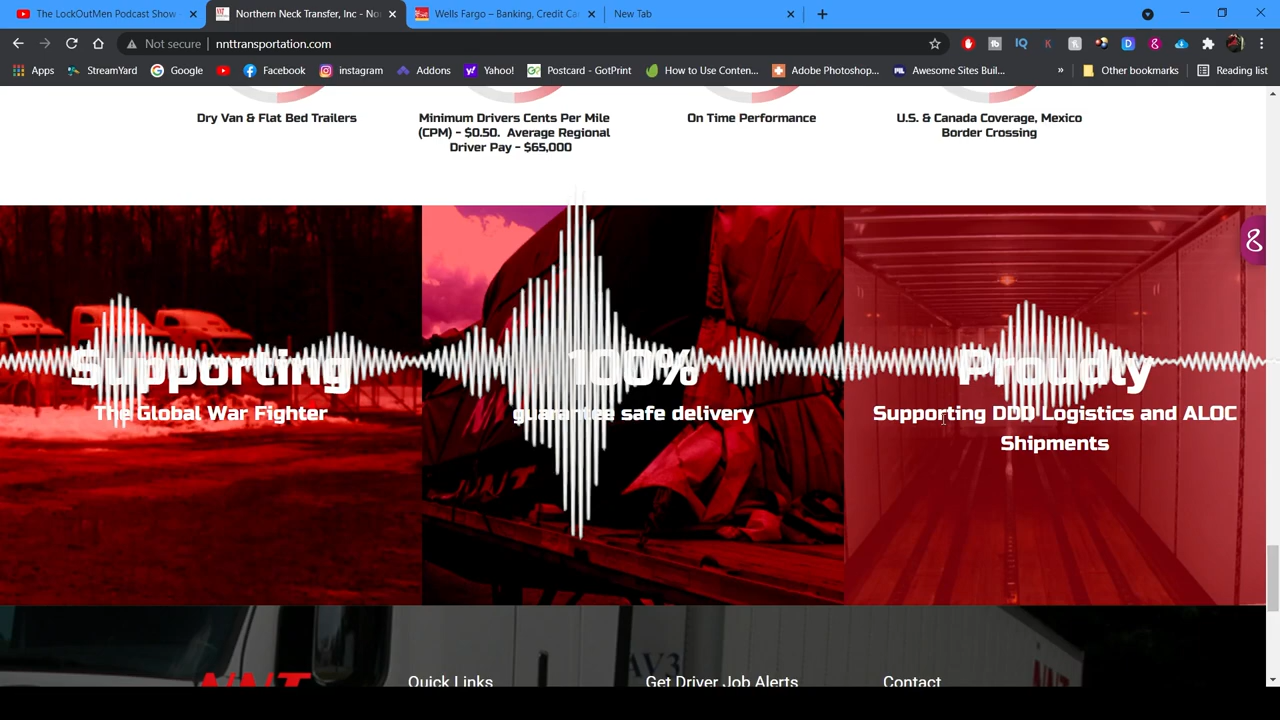 The LockOutMen Podcast Show
Northern Neck Transfer, Inc - No
Wells Fargo – Banking, Credit Ca
New Tab
Not secure
nnttransportation.com
Apps
StreamYard
Google
Facebook
instagram
Addons
Yahoo!
Postcard - GotPrint
How to Use Conten...
Adobe Photoshop...
Awesome Sites Buil...
»
Other bookmarks
Reading list
Dry Van & Flat Bed Trailers
Minimum Drivers Cents Per Mile
(CPM) - $0.50. Average Regional
Driver Pay - $65,000
On Time Performance
U.S. & Canada Coverage, Mexico
Border Crossing
Supporting
The Global War Fighter
100%
guarantee safe delivery
Proudly
Supporting DDD Logistics and ALOC
Shipments
NNT
AV3
NNT
Quick Links
Get Driver Job Alerts
Contact